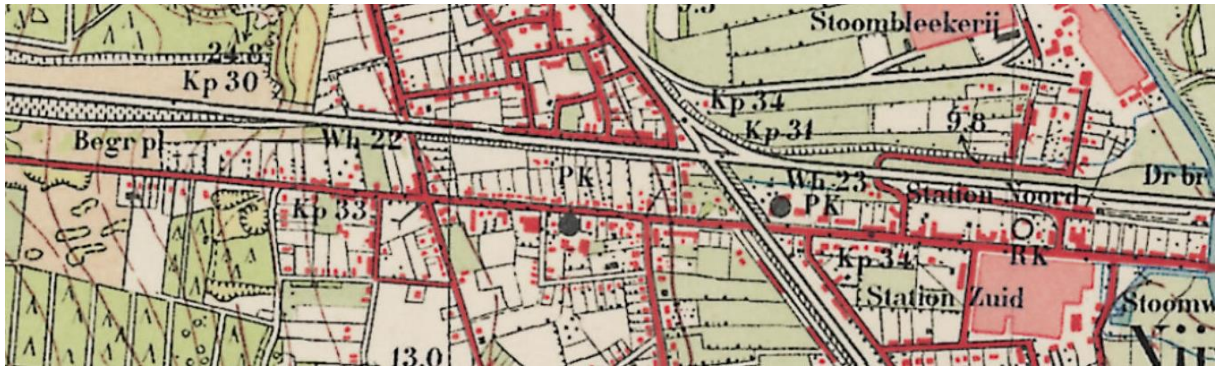 Stoombleekerij
24.8
Kp 30
Kp 34
Kp 31
9.8
Begr pl
Wh 22
PK
Wh 23
Station Noord
Dr br
Kp 33
PK
Kp 34
RK
Station Zuid
Stoomw
13.0